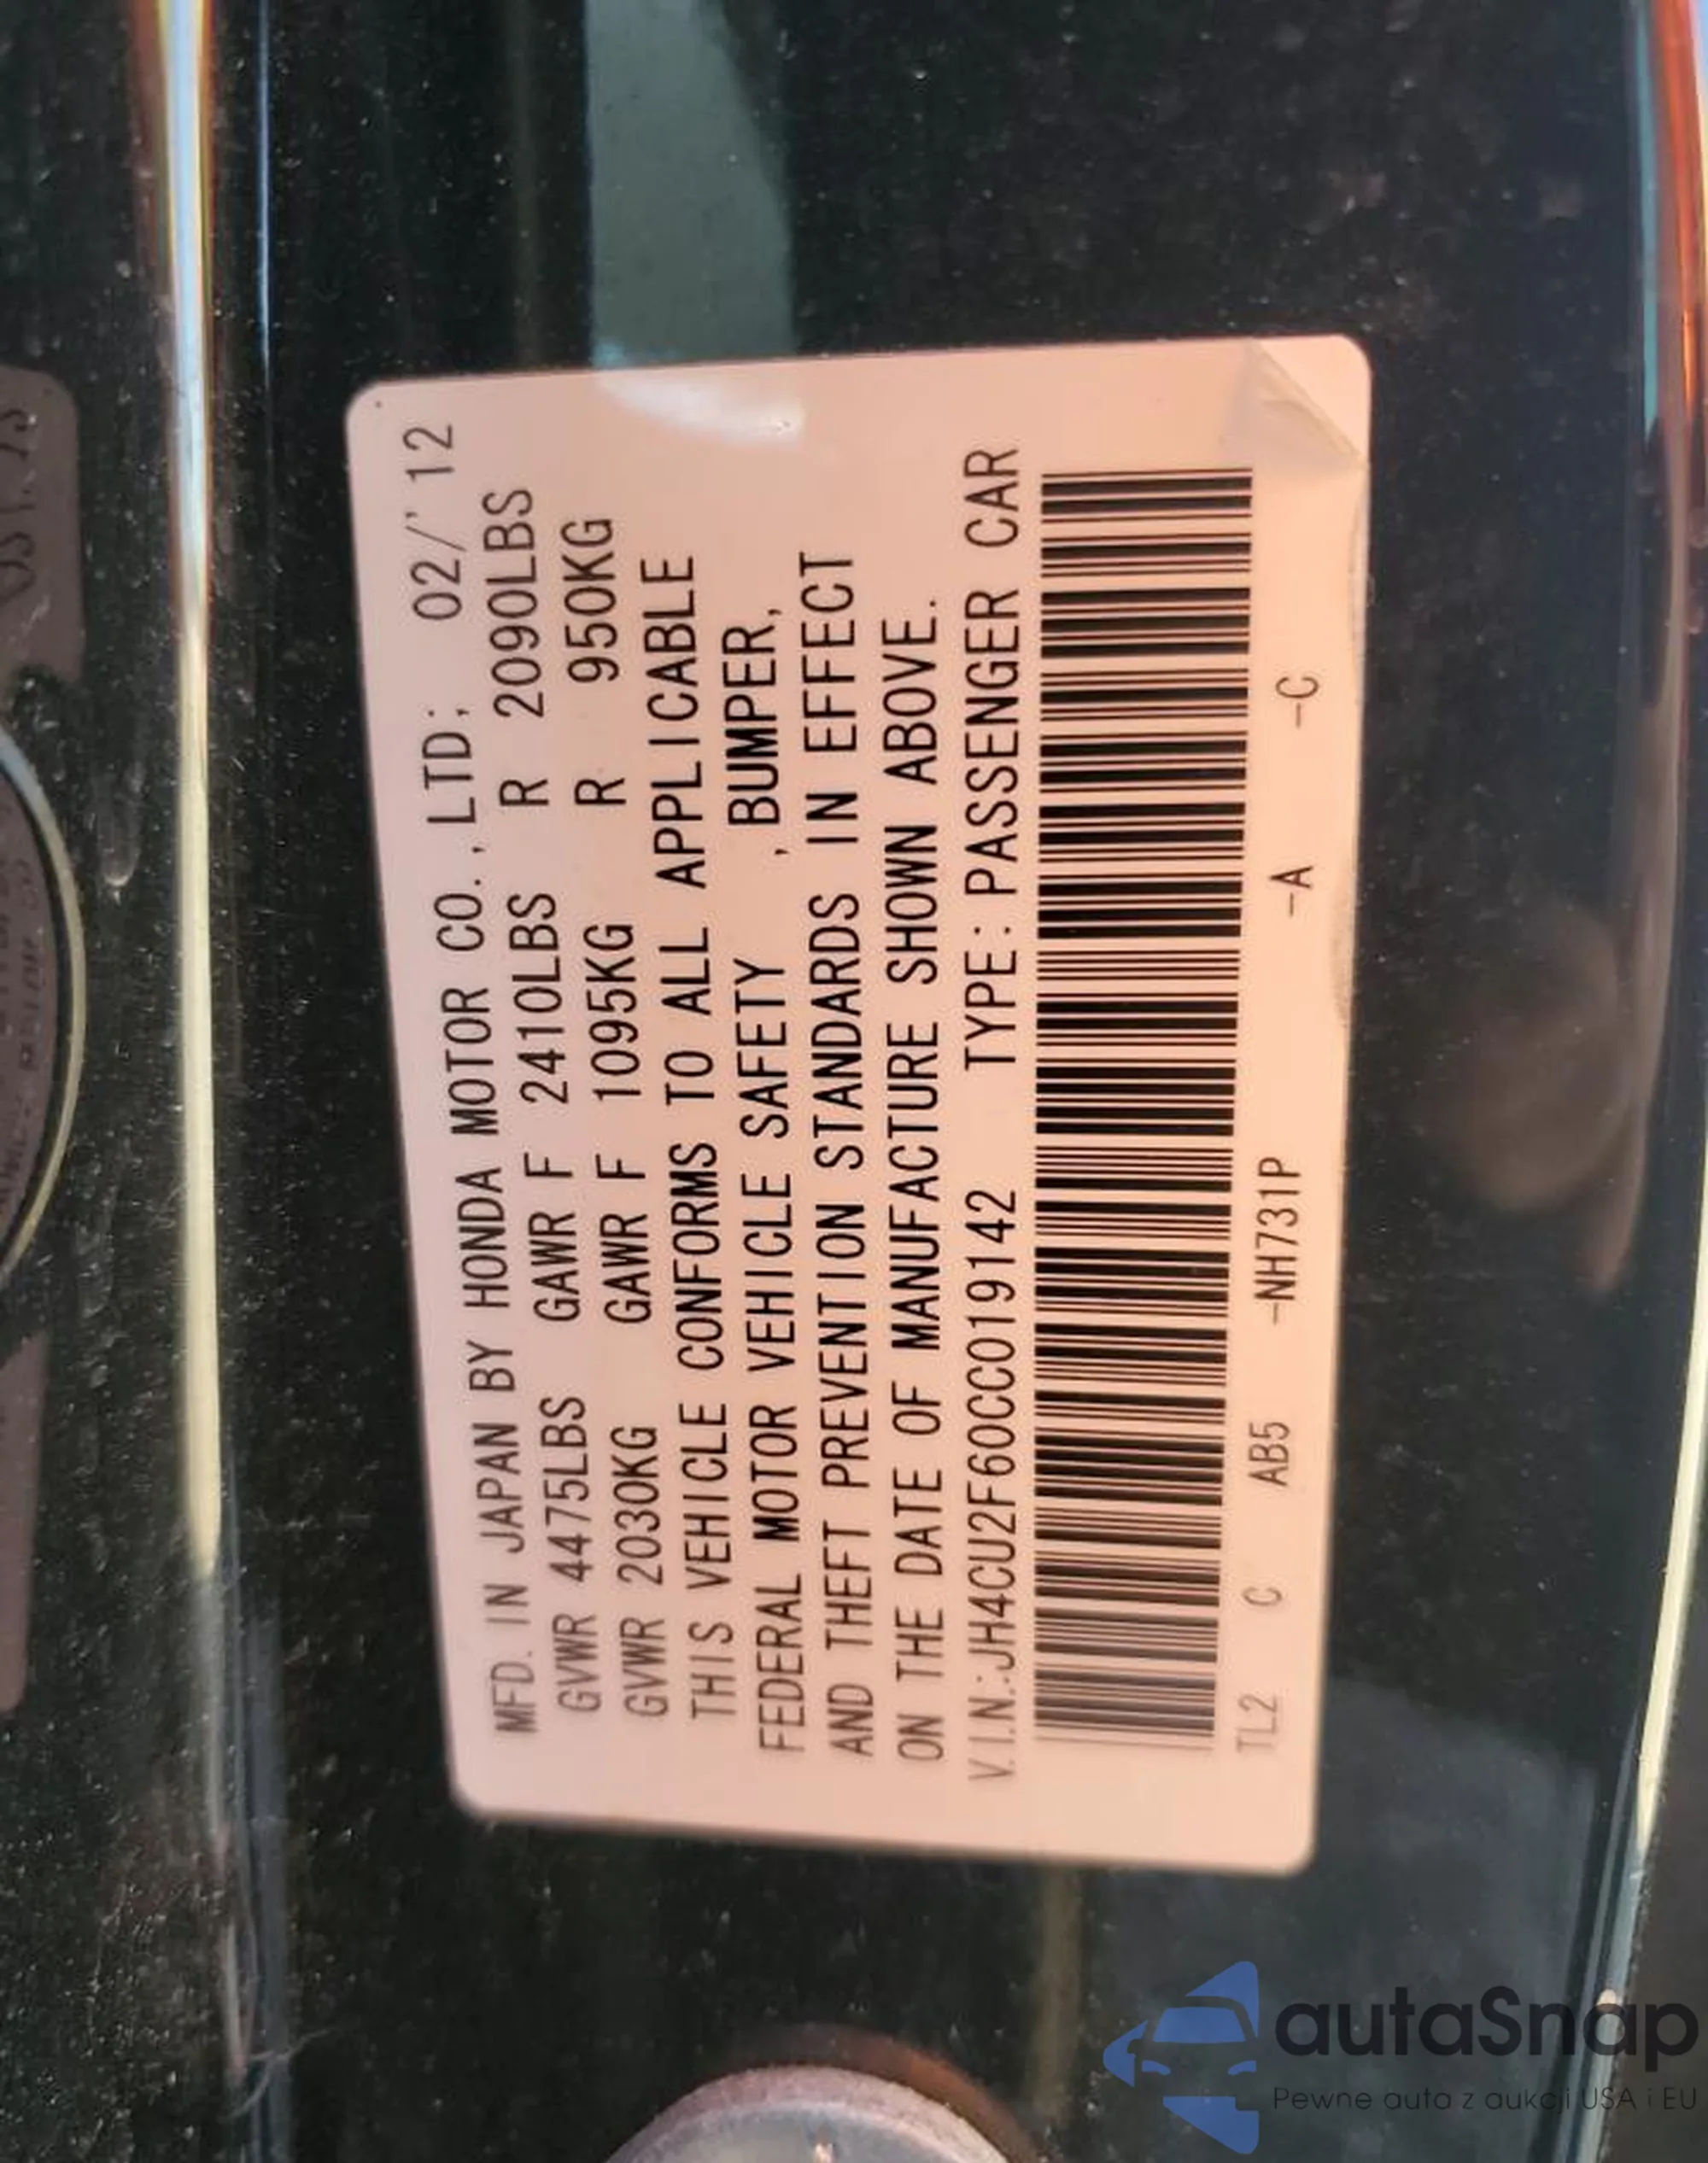 MFD. IN JAPAN BY HONDA MOTOR CO., LTD; 02/'12
GVWR 4475LBS GAWR F 2410LBS R 2090LBS
GVWR 2030KG GAWR F 1095KG R 950KG
THIS VEHICLE CONFORMS TO ALL APPLICABLE
FEDERAL MOTOR VEHICLE SAFETY , BUMPER,
AND THEFT PREVENTION STANDARDS IN EFFECT
ON THE DATE OF MANUFACTURE SHOWN ABOVE.
V.I.N.:JH4CU2F60CC019142 TYPE: PASSENGER CAR
TL2 C AB5 -NH731P -A -C
autaSnap
Pewne auta z aukcji USA i EU